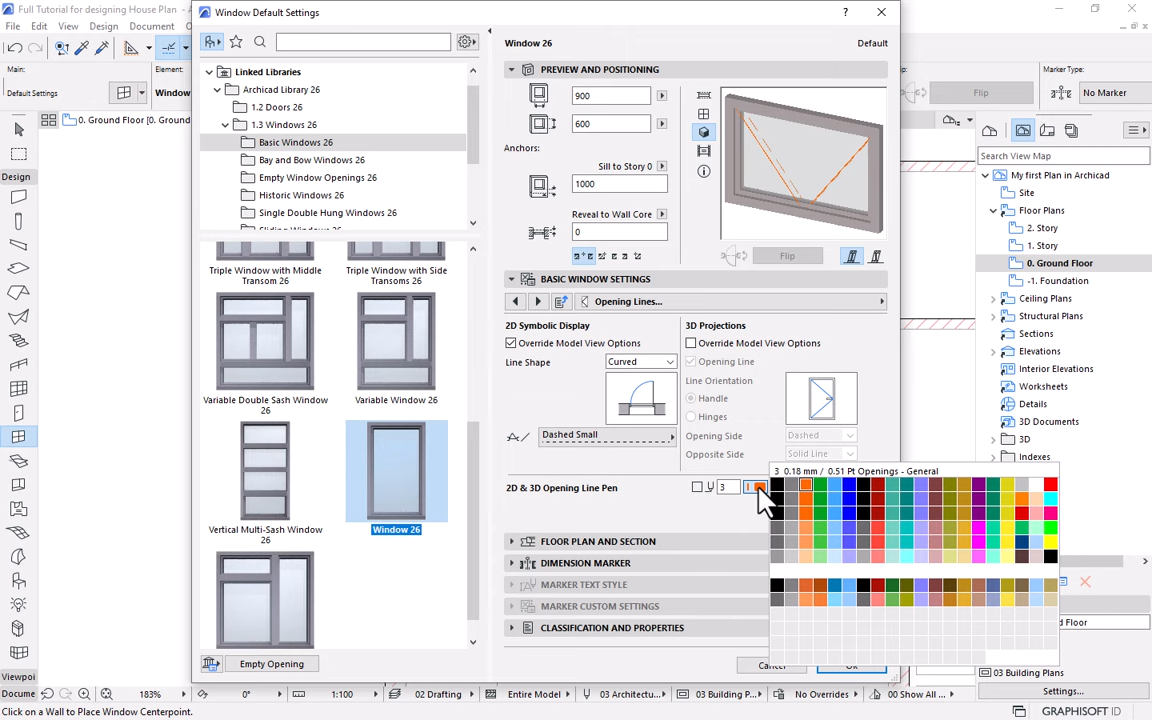 Full Tutorial for designing House Plan - A
File Edit View Design Document O
Main:
Default Settings
Element:
Window
0. Ground Floor [0. Ground
Design
Viewpoi
Docume
Window Default Settings
? ×
Linked Libraries
Archicad Library 26
1.2 Doors 26
1.3 Windows 26
Basic Windows 26
Bay and Bow Windows 26
Empty Window Openings 26
Historic Windows 26
Single Double Hung Windows 26
Triple Window with Middle Transom 26
Triple Window with Side Transoms 26
Variable Double Sash Window 26
Variable Window 26
Vertical Multi-Sash Window 26
Window 26
Empty Opening
Window 26
Default
PREVIEW AND POSITIONING
900
600
Anchors:
Sill to Story 0
1000
Reveal to Wall Core
0
Flip
BASIC WINDOW SETTINGS
Opening Lines...
2D Symbolic Display
Override Model View Options
Line Shape
Curved
Dashed Small
3D Projections
Override Model View Options
Opening Line
Line Orientation
Handle
Hinges
Opening Side
Dashed
Opposite Side
Solid Line
2D & 3D Opening Line Pen
3
3 0.18 mm / 0.51 Pt Openings - General
FLOOR PLAN AND SECTION
DIMENSION MARKER
MARKER TEXT STYLE
MARKER CUSTOM SETTINGS
CLASSIFICATION AND PROPERTIES
Cancel
OK
Flip
Marker Type:
No Marker
Search View Map
My first Plan in Archicad
Site
Floor Plans
2. Story
1. Story
0. Ground Floor
-1. Foundation
Ceiling Plans
Structural Plans
Sections
Elevations
Interior Elevations
Worksheets
Details
3D Documents
3D
Indexes
d Floor
03 Building Plans
Settings...
183%
0°
1:100
02 Drafting
Entire Model
03 Architectu...
03 Building P...
No Overrides
00 Show All ...
Click on a Wall to Place Window Centerpoint.
GRAPHISOFT ID